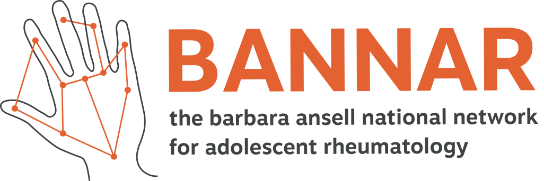 BANNAR
the barbara ansell national network
for adolescent rheumatology